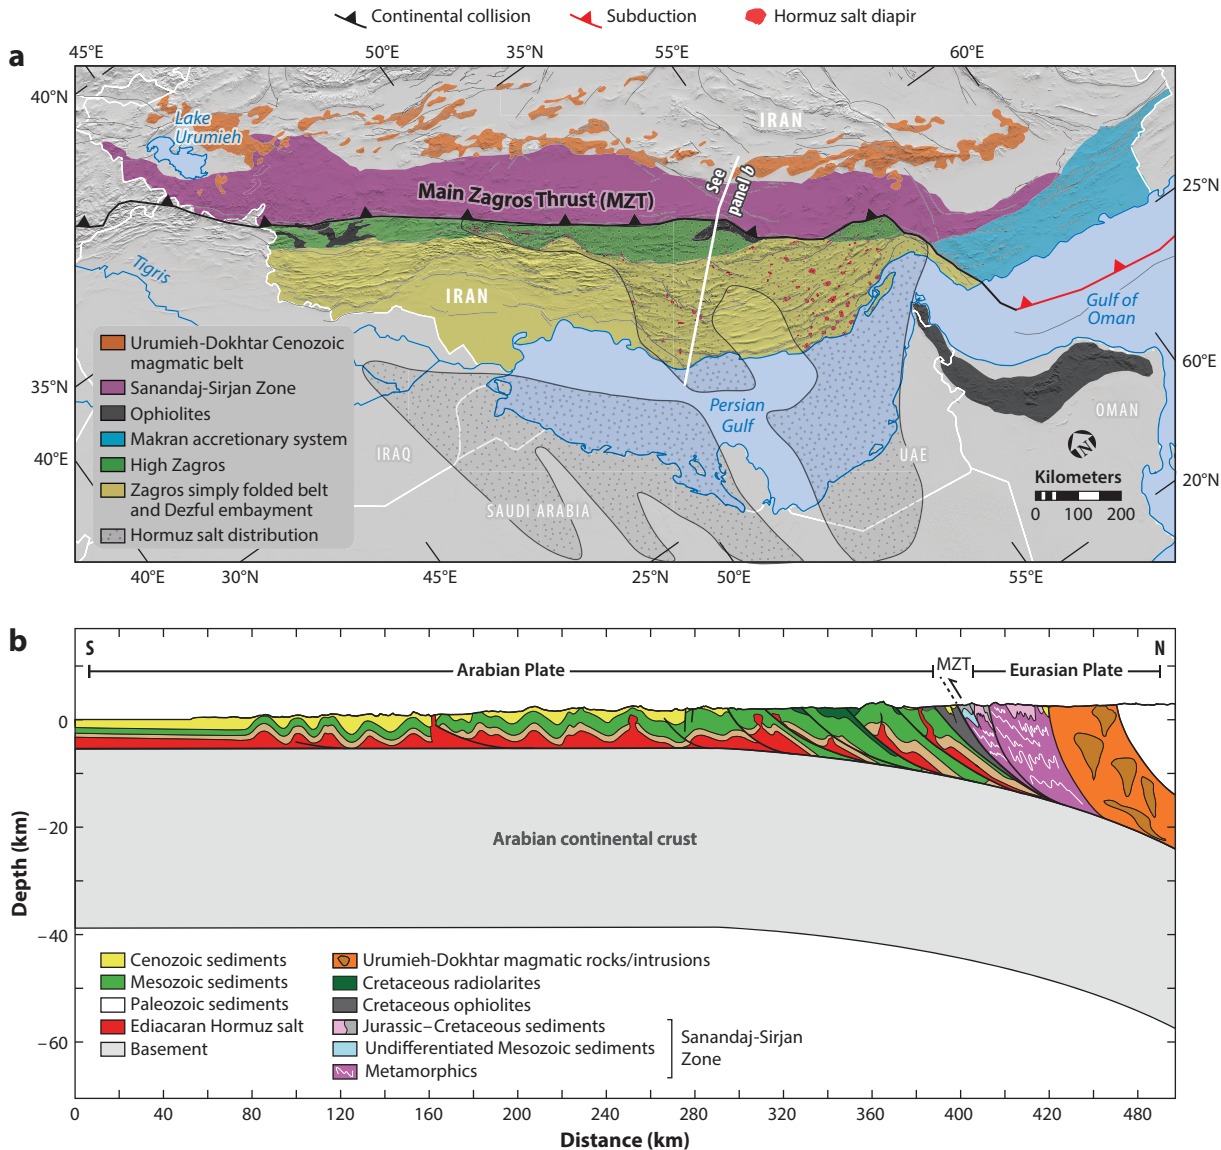 Continental collision
Subduction
Hormuz salt diapir
a
45°E
50°E
35°N
55°E
60°E
40°N
35°N
40°E
25°N
60°E
20°N
Lake
Urumieh
IRAN
See
panel b
Main Zagros Thrust (MZT)
Tigris
IRAN
Gulf of
Oman
Persian
Gulf
IRAQ
SAUDI ARABIA
UAE
OMAN
N
Kilometers
0 100 200
Urumieh-Dokhtar Cenozoic
magmatic belt
Sanandaj-Sirjan Zone
Ophiolites
Makran accretionary system
High Zagros
Zagros simply folded belt
and Dezful embayment
Hormuz salt distribution
40°E
30°N
45°E
25°N
50°E
55°E
b
S
N
Arabian Plate
MZT
Eurasian Plate
0
−20
−40
−60
Depth (km)
Arabian continental crust
Cenozoic sediments
Mesozoic sediments
Paleozoic sediments
Ediacaran Hormuz salt
Basement
Urumieh-Dokhtar magmatic rocks/intrusions
Cretaceous radiolarites
Cretaceous ophiolites
Jurassic–Cretaceous sediments
Undifferentiated Mesozoic sediments
Metamorphics
Sanandaj-Sirjan
Zone
0 40 80 120 160 200 240 280 320 360 400 420 480
Distance (km)